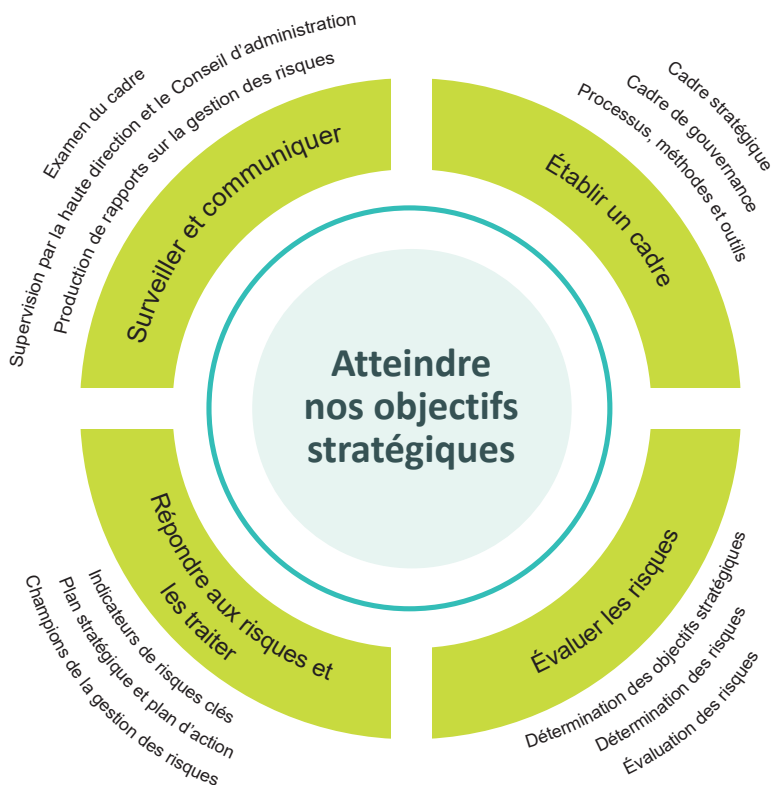 Examen du cadre
Supervision par la haute direction et le Conseil d’administration
Production de rapports sur la gestion des risques
Surveiller et communiquer
Cadre stratégique
Cadre de gouvernance
Processus, méthodes et outils
Établir un cadre
Atteindre
nos objectifs
stratégiques
Répondre aux risques et
les traiter
Indicateurs de risques clés
Plan stratégique et plan d’action
Champions de la gestion des risques
Évaluer les risques
Détermination des objectifs stratégiques
Détermination des risques
Évaluation des risques